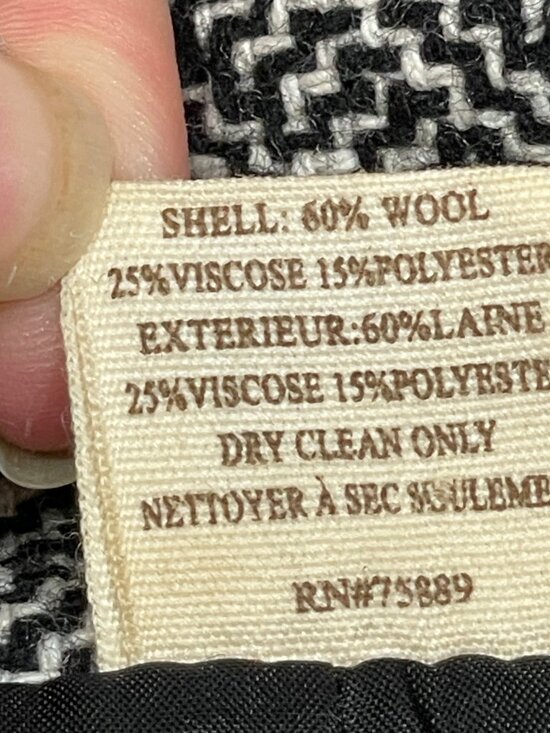 SHELL: 60% WOOL
25%VISCOSE 15%POLYESTER
EXTERIEUR:60%LAINE
25%VISCOSE 15%POLYESTE
DRY CLEAN ONLY
NETTOYER À SEC SEULEME
RN#75889